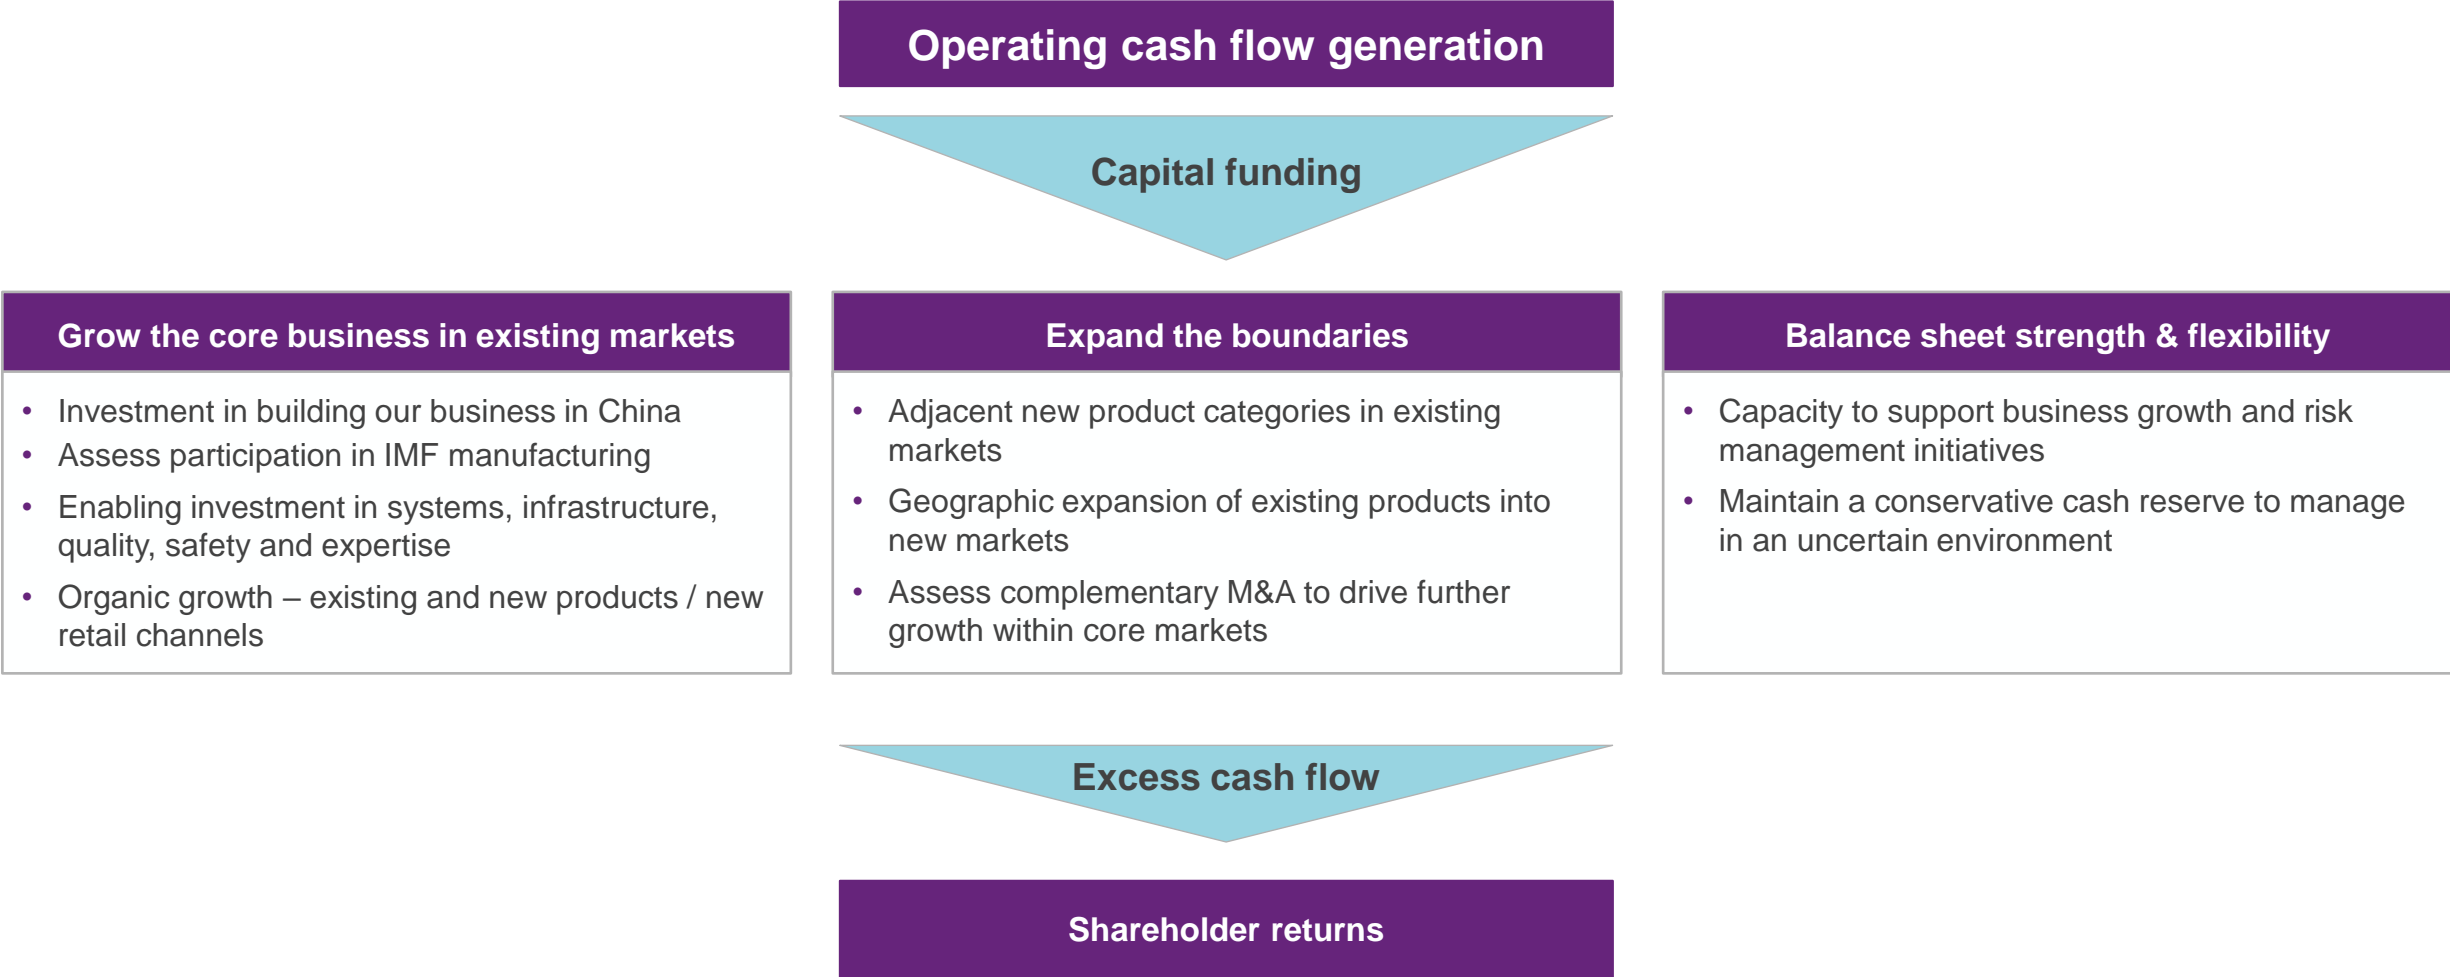 Operating cash flow generation
Capital funding
Grow the core business in existing markets
• Investment in building our business in China
• Assess participation in IMF manufacturing
• Enabling investment in systems, infrastructure,
quality, safety and expertise
• Organic growth – existing and new products / new
retail channels
Expand the boundaries
• Adjacent new product categories in existing
markets
• Geographic expansion of existing products into
new markets
• Assess complementary M&A to drive further
growth within core markets
Balance sheet strength & flexibility
• Capacity to support business growth and risk
management initiatives
• Maintain a conservative cash reserve to manage
in an uncertain environment
Excess cash flow
Shareholder returns